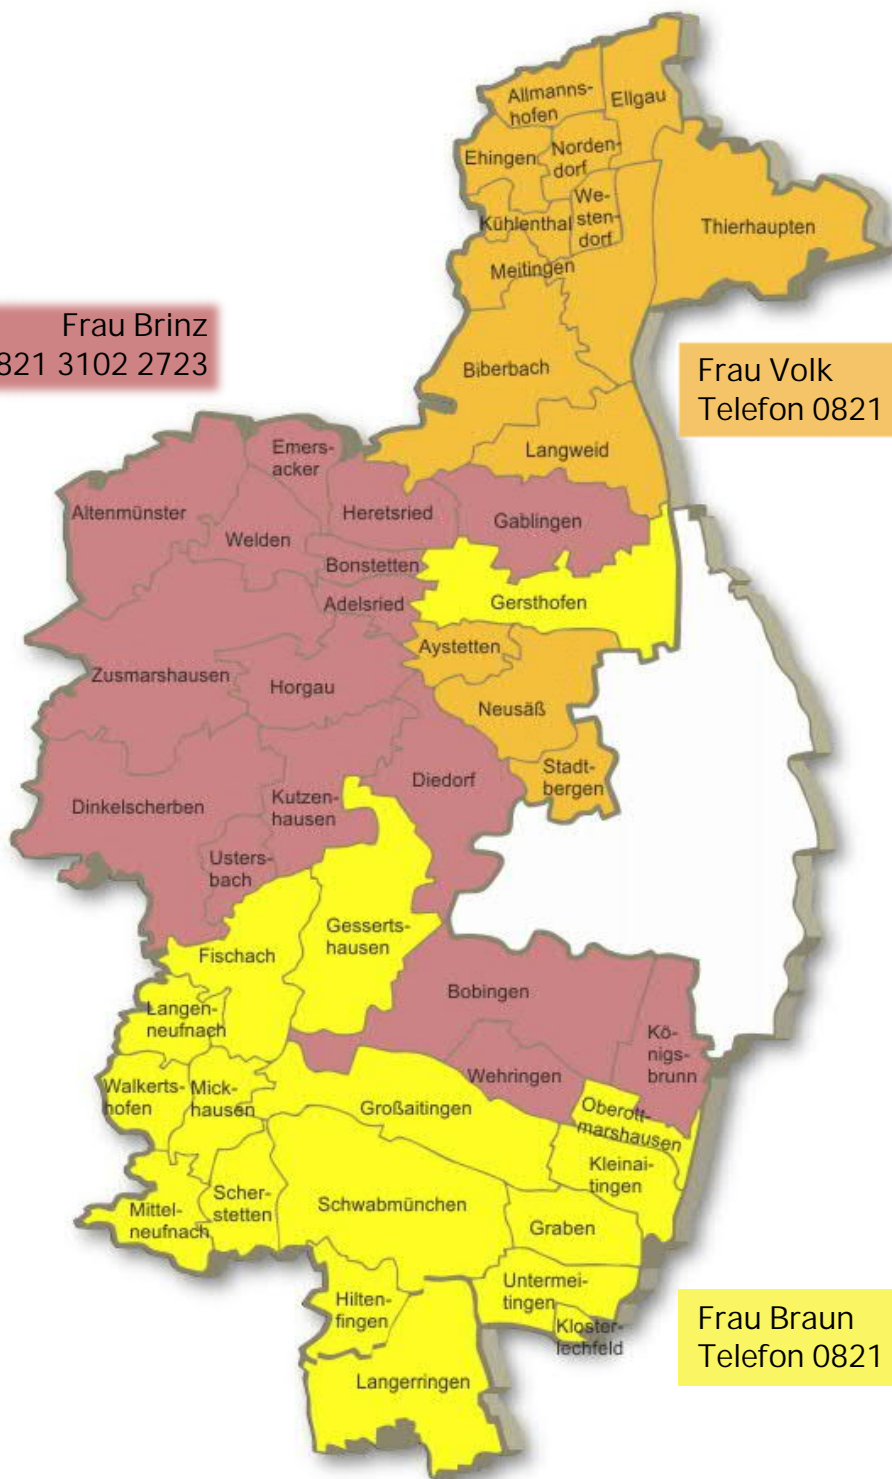 Allmanns-
hofen
Ellgau
Ehingen
Norden-
dorf
We-
sten-
dorf
Kühlenthal
Thierhaupten
Meitingen
Frau Brinz
821 3102 2723
Biberbach
Frau Volk
Telefon 0821
Langweid
Emers-
acker
Altenmünster
Heretsried
Gablingen
Welden
Bonstetten
Adelsried
Gersthofen
Aystetten
Zusmarshausen
Horgau
Neusäß
Stadt-
bergen
Diedorf
Dinkelscherben
Kutzen-
hausen
Usters-
bach
Gesserts-
hausen
Fischach
Bobingen
Langen-
neufnach
Kö-
nigs-
brunn
Wehringen
Walkerts-
hofen
Mick-
hausen
Großaitingen
Oberott-
marshausen
Kleinai-
tingen
Mittel-
neufnach
Scher-
stetten
Schwabmünchen
Graben
Untermei-
tingen
Hilten-
fingen
Kloster-
lechfeld
Frau Braun
Telefon 0821
Langerringen